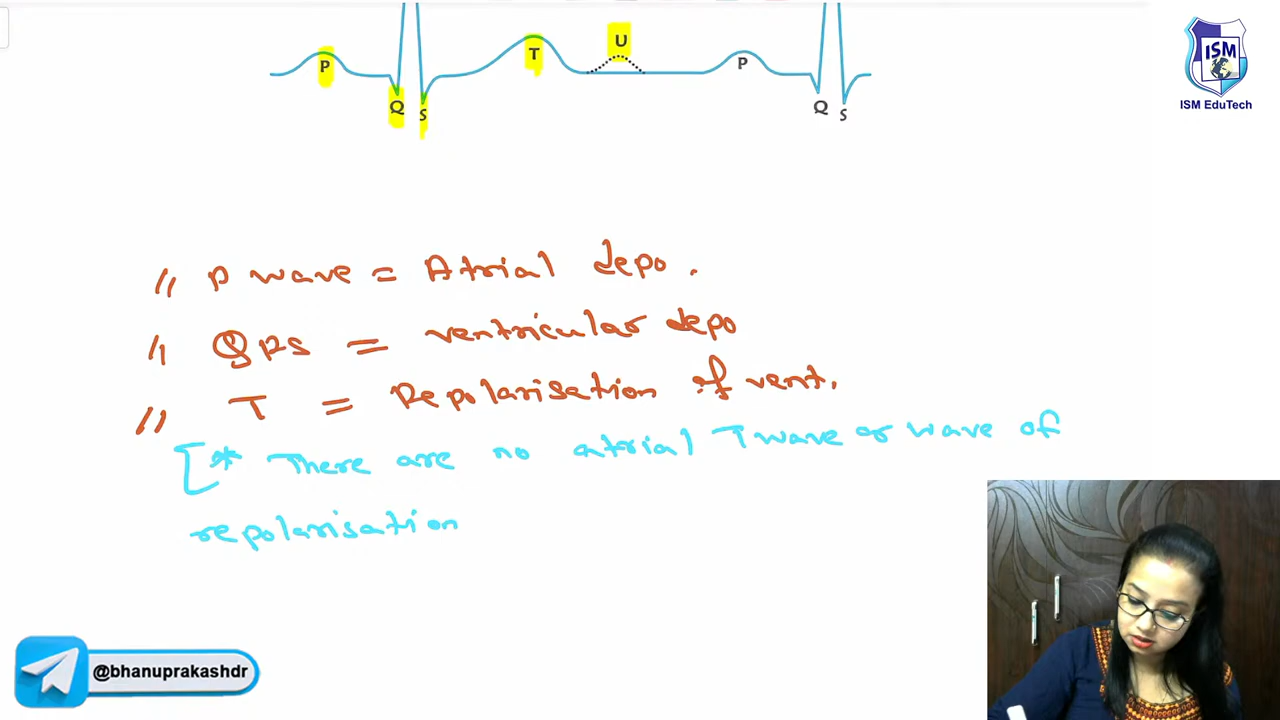 P
Q
S
T
U
P
Q
S
ISM
ISM EduTech
// P wave = Atrial depo.
// QRS = ventricular depo
// T = Repolarisation of vent.
[* There are no atrial T wave or wave of
repolarisation
@bhanuprakashdr